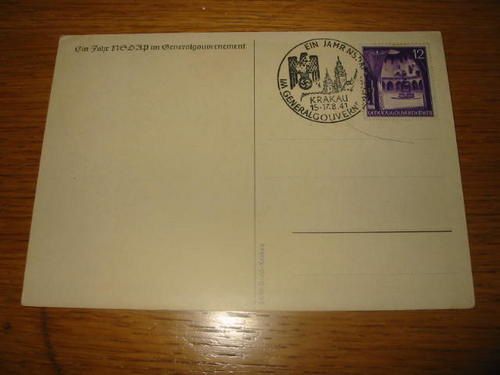 Ein Jahr NSDAP im Generalgouvernement
EIN JAHR NSDAP
IM GENERALGOUVERNEMENT
KRAKAU
15-17.8.41
12
GENERALGOUVERNEMENT